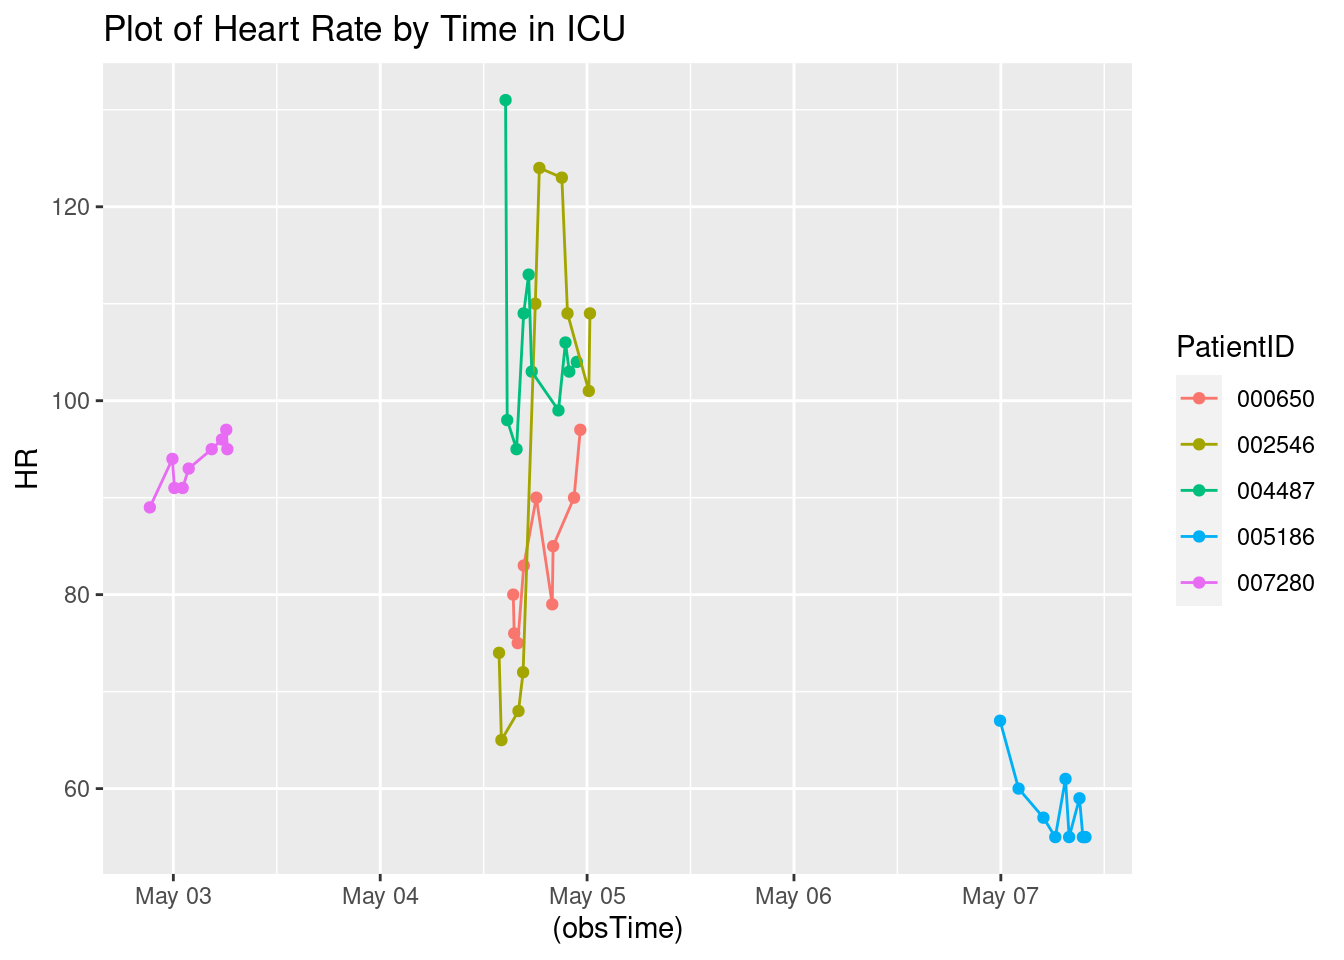 Plot of Heart Rate by Time in ICU
HR
120
100
80
60
May 03
May 04
May 05
May 06
May 07
(obsTime)
PatientID
000650
002546
004487
005186
007280